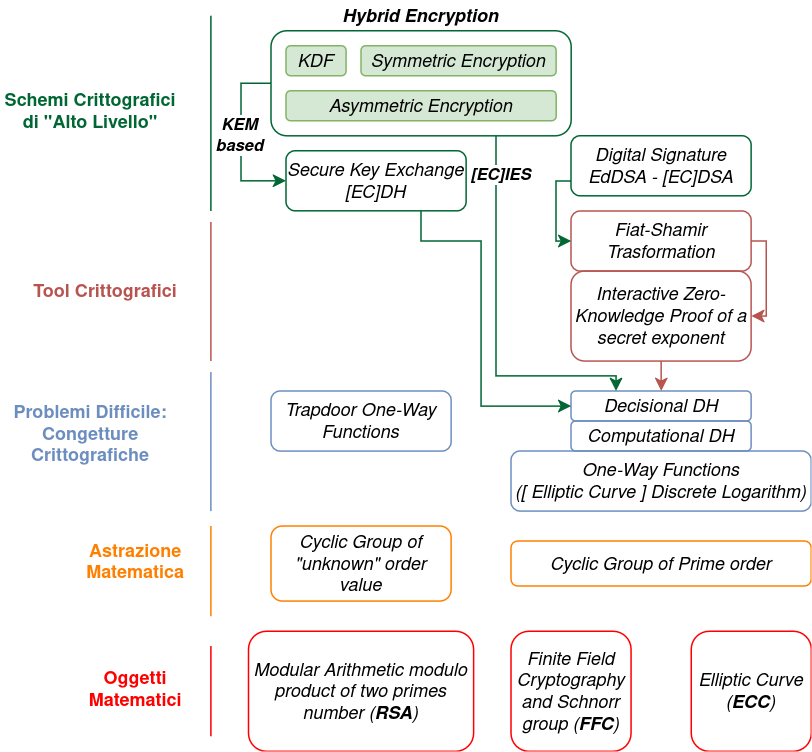 Hybrid Encryption
KDF
Symmetric Encryption
Asymmetric Encryption
Schemi Crittografici
di "Alto Livello"
KEM
based
Secure Key Exchange
[EC]DH
[EC]IES
Digital Signature
EdDSA - [EC]DSA
Fiat-Shamir
Trasformation
Tool Crittografici
Interactive Zero-
Knowledge Proof of a
secret exponent
Problemi Difficile:
Congetture
Crittografiche
Trapdoor One-Way
Functions
Decisional DH
Computational DH
One-Way Functions
([ Elliptic Curve ] Discrete Logarithm)
Astrazione
Matematica
Cyclic Group of
"unknown" order
value
Cyclic Group of Prime order
Oggetti
Matematici
Modular Arithmetic modulo
product of two primes
number (RSA)
Finite Field
Cryptography
and Schnorr
group (FFC)
Elliptic Curve
(ECC)